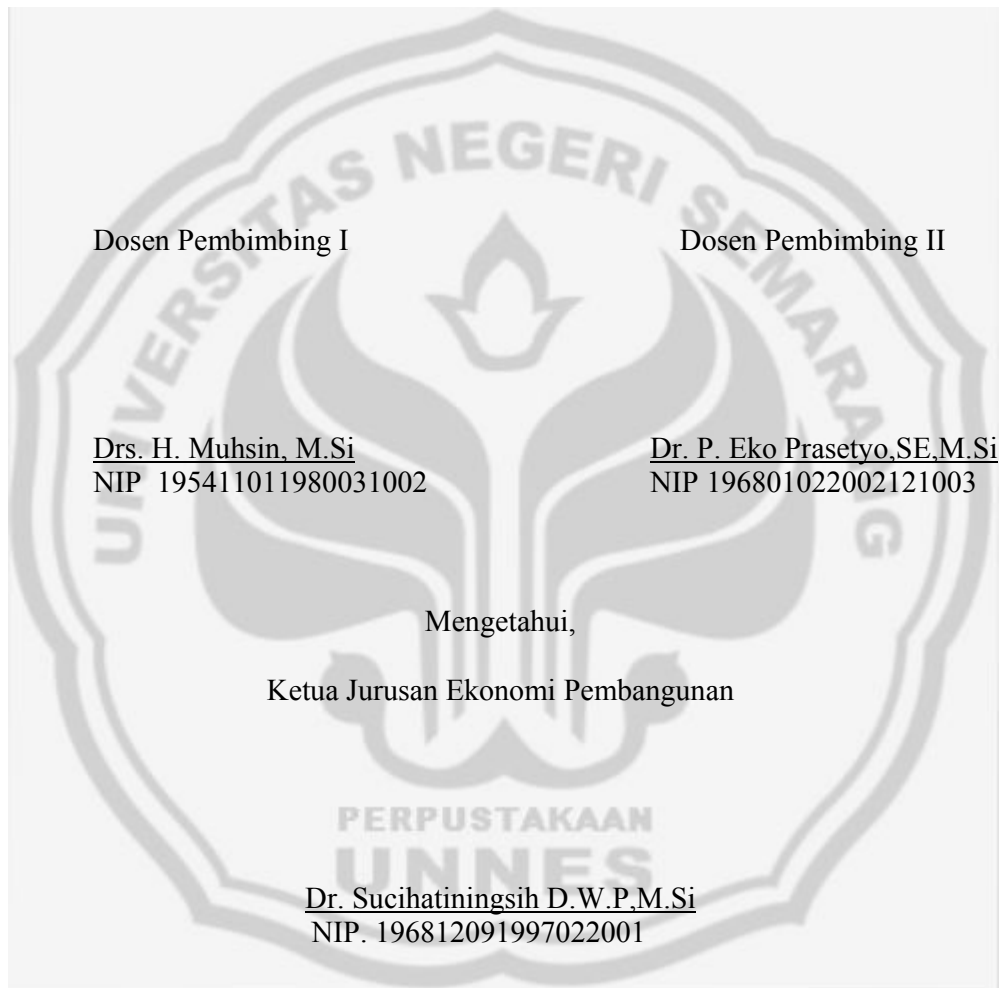 UNIVERSITAS NEGERI SEMARANG
Dosen Pembimbing I
Dosen Pembimbing II
Drs. H. Muhsin, M.Si
NIP 195411011980031002
Dr. P. Eko Prasetyo,SE,M.Si
NIP 196801022002121003
Mengetahui,
Ketua Jurusan Ekonomi Pembangunan
PERPUSTAKAAN
UNNES
Dr. Sucihatiningsih D.W.P,M.Si
NIP. 196812091997022001